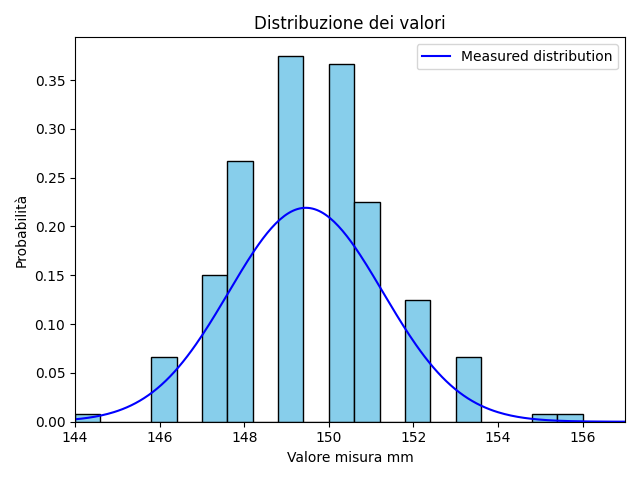 Distribuzione dei valori
Measured distribution
Probabilità
0.35
0.30
0.25
0.20
0.15
0.10
0.05
0.00
144 146 148 150 152 154 156
Valore misura mm